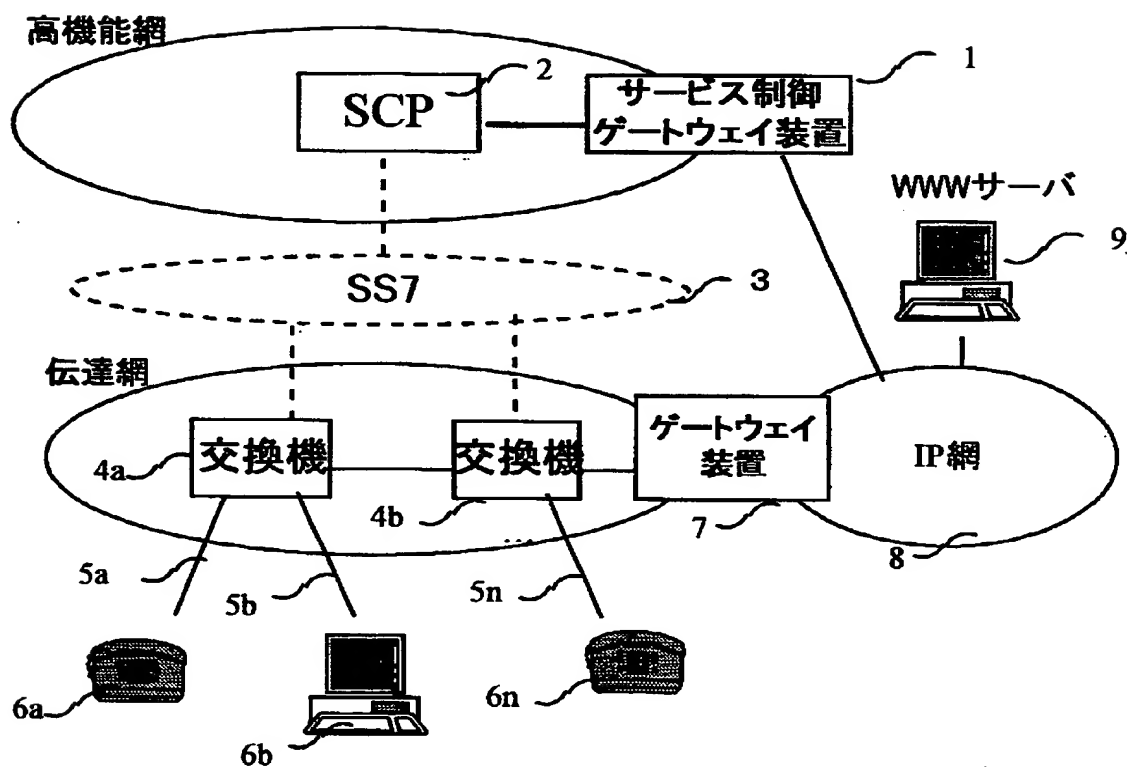 高機能網
2
1
SCP
サービス制御
ゲートウェイ装置
WWWサーバ
9
SS7
3
伝達網
交換機
交換機
ゲートウェイ
装置
IP網
4a
4b
7
8
...
5a
5b
5n
6a
6b
6n